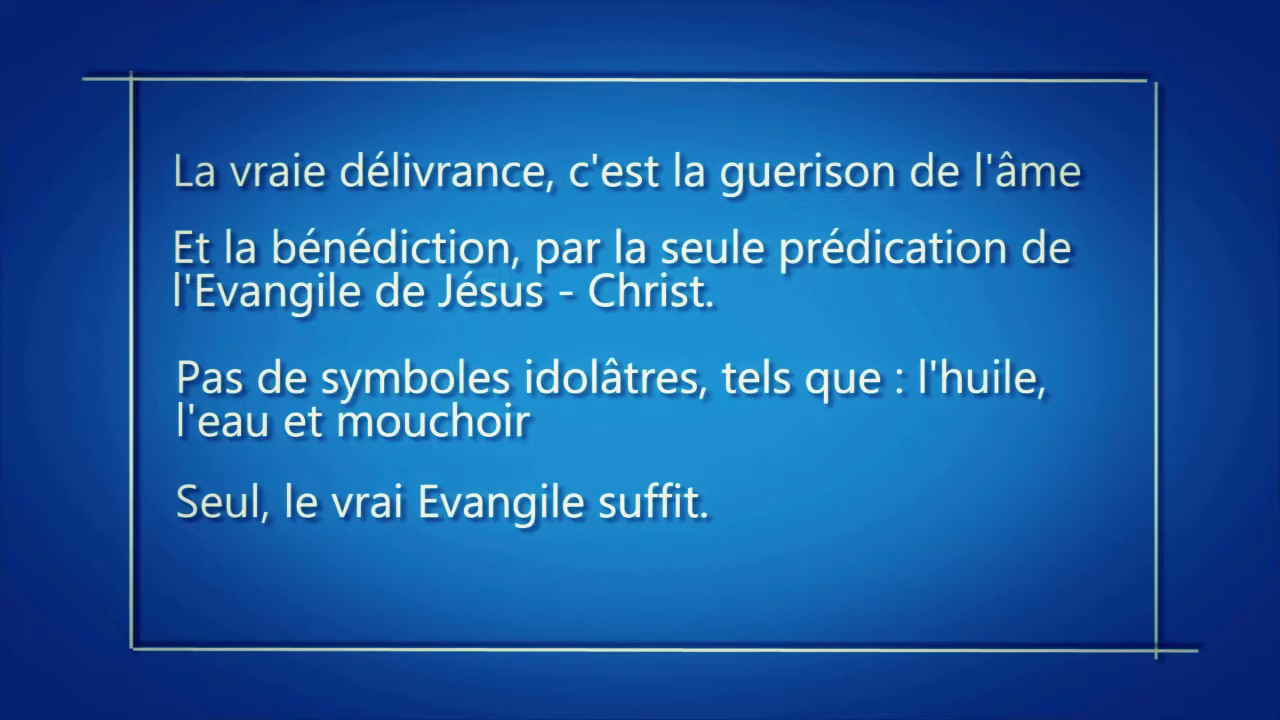 La vraie délivrance, c'est la guerison de l'âme
Et la bénédiction, par la seule prédication de
l'Evangile de Jésus - Christ.
Pas de symboles idolâtres, tels que : l'huile,
l'eau et mouchoir
Seul, le vrai Evangile suffit.